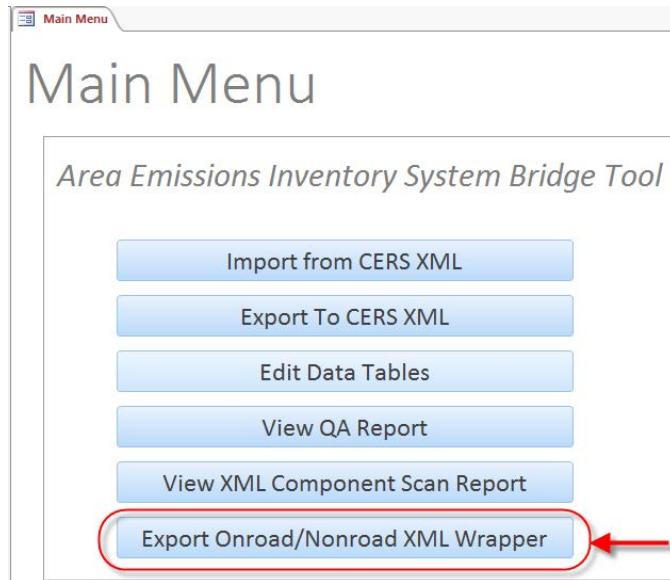 Main Menu
Main Menu
Area Emissions Inventory System Bridge Tool
Import from CERS XML
Export To CERS XML
Edit Data Tables
View QA Report
View XML Component Scan Report
Export Onroad/Nonroad XML Wrapper